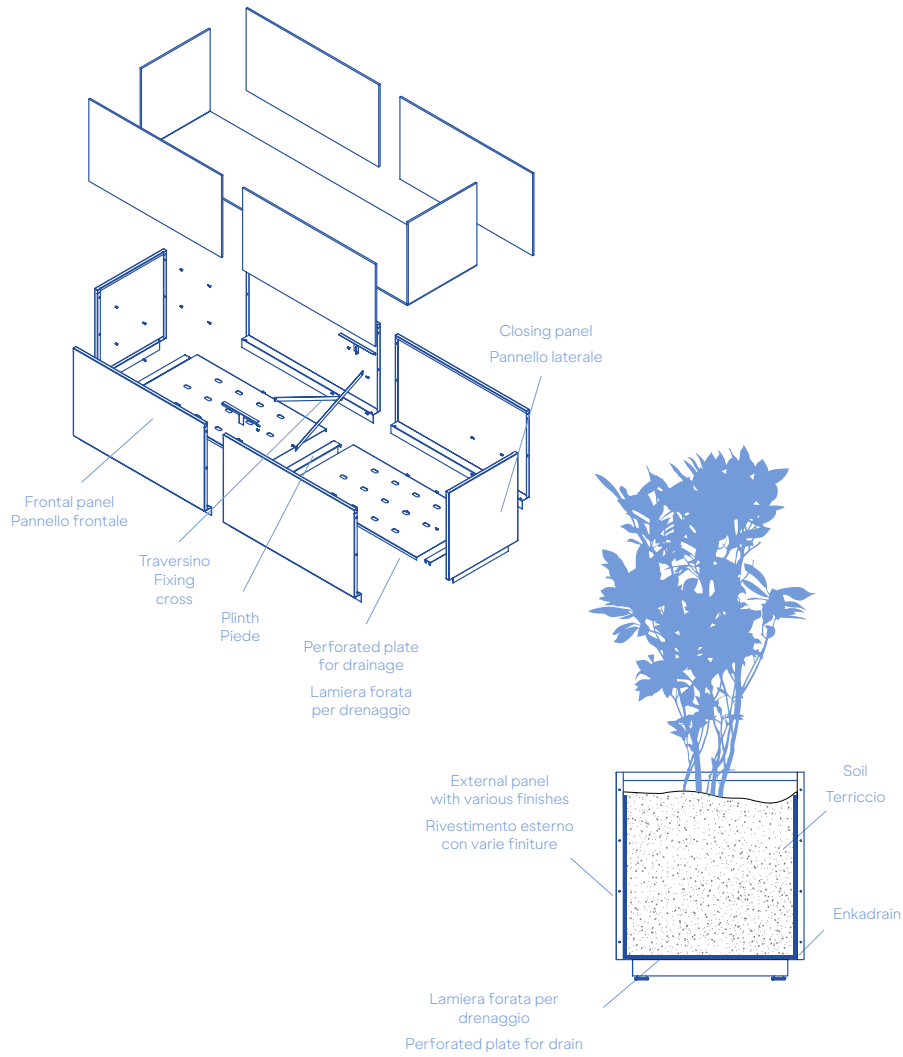 Closing panel
Pannello laterale
Frontal panel
Pannello frontale
Traversino
Fixing
cross
Plinth
Piede
Perforated plate
for drainage
Lamiera forata
per drenaggio
External panel
with various finishes
Rivestimento esterno
con varie finiture
Soil
Terriccio
Enkadrain
Lamiera forata per
drenaggio
Perforated plate for drain